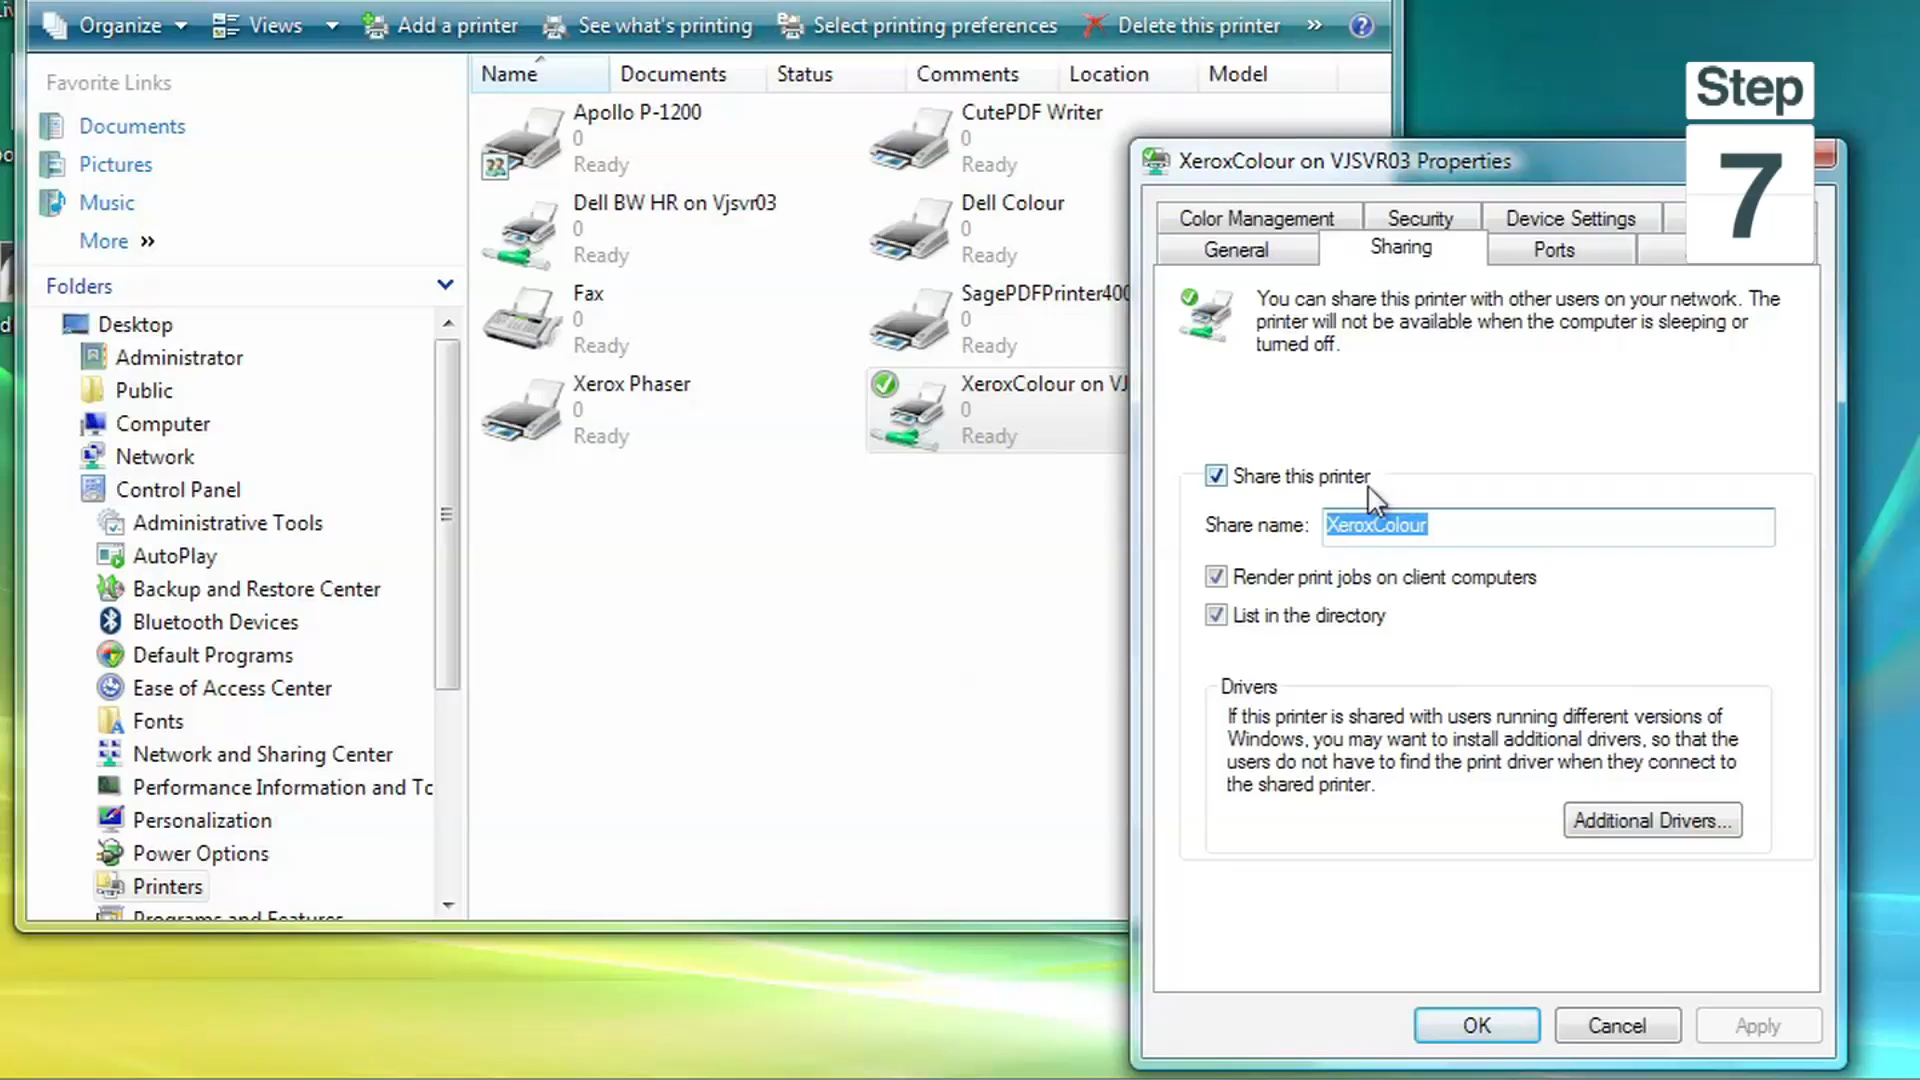 Organize
Views
Add a printer
See what's printing
Select printing preferences
Delete this printer
»
?
Step
7
Favorite Links
Documents
Pictures
Music
More »
Folders
Desktop
Administrator
Public
Computer
Network
Control Panel
Administrative Tools
AutoPlay
Backup and Restore Center
Bluetooth Devices
Default Programs
Ease of Access Center
Fonts
Network and Sharing Center
Performance Information and Tc
Personalization
Power Options
Printers
Programs and Features
Name
Documents
Status
Comments
Location
Model
Apollo P-1200
0
Ready
CutePDF Writer
0
Ready
Dell BW HR on Vjsvr03
0
Ready
Dell Colour
0
Ready
Fax
0
Ready
SagePDFPrinter400
0
Ready
Xerox Phaser
0
Ready
XeroxColour on VJ
0
Ready
XeroxColour on VJSVR03 Properties
Color Management
Security
Device Settings
General
Sharing
Ports
You can share this printer with other users on your network. The
printer will not be available when the computer is sleeping or
turned off.
Share this printer
Share name: XeroxColour
Render print jobs on client computers
List in the directory
Drivers
If this printer is shared with users running different versions of
Windows, you may want to install additional drivers, so that the
users do not have to find the print driver when they connect to
the shared printer.
Additional Drivers...
OK
Cancel
Apply